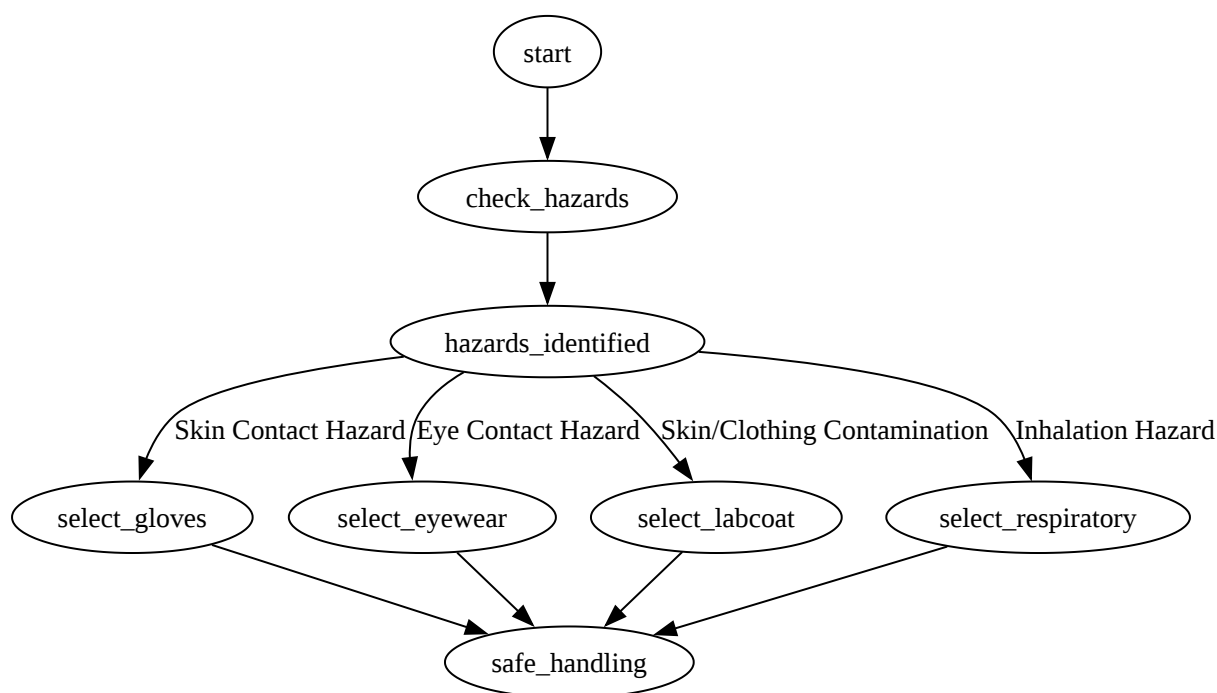 start
check_hazards
hazards_identified
Skin Contact Hazard
Eye Contact Hazard
Skin/Clothing Contamination
Inhalation Hazard
select_gloves
select_eyewear
select_labcoat
select_respiratory
safe_handling